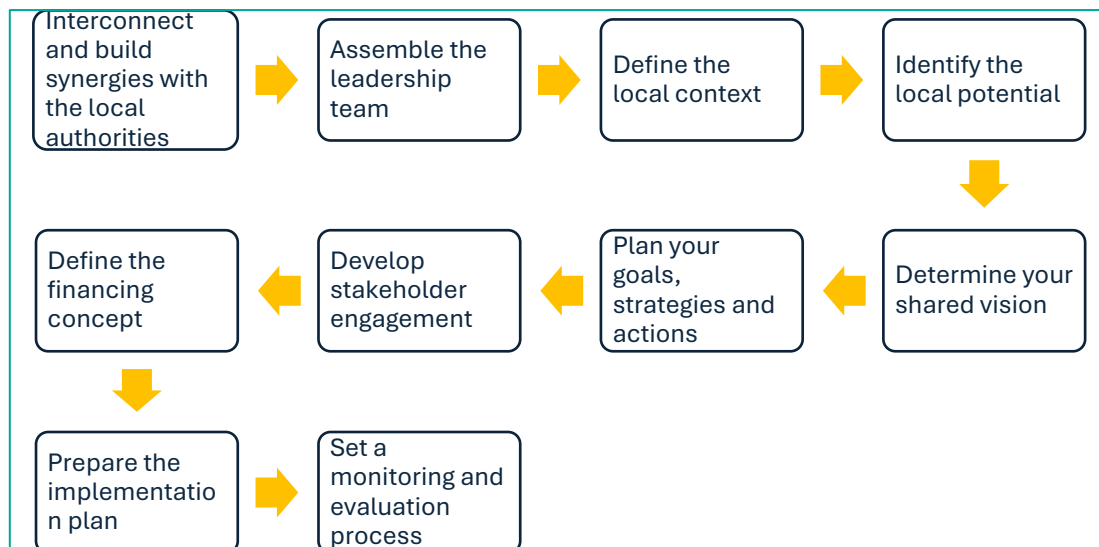 Interconnect
and build
synergies with
the local
authorities
Assemble the
leadership
team
Define the
local context
Identify the
local potential
Determine your
shared vision
Plan your
goals,
strategies and
actions
Develop
stakeholder
engagement
Define the
financing
concept
Prepare the
implementatio
n plan
Set a
monitoring and
evaluation
process